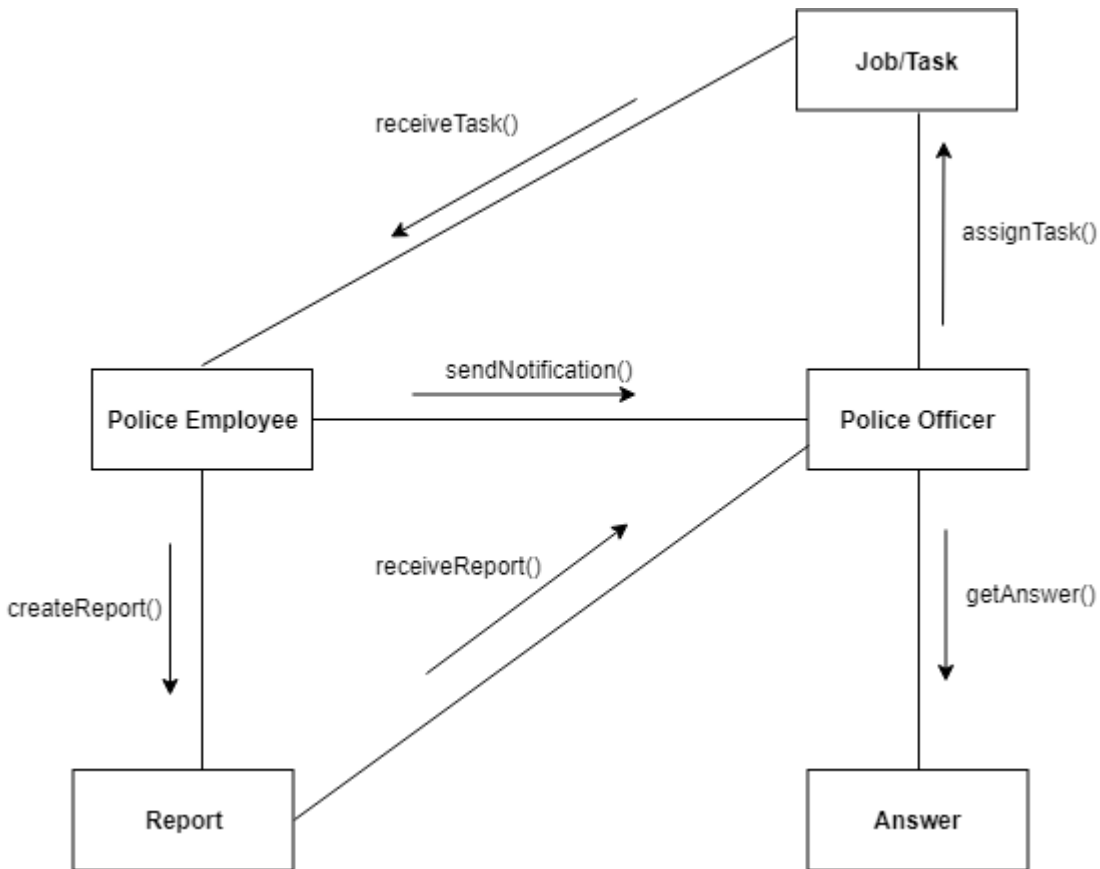 Job/Task
receiveTask()
assignTask()
sendNotification()
Police Employee
Police Officer
receiveReport()
createReport()
getAnswer()
Report
Answer